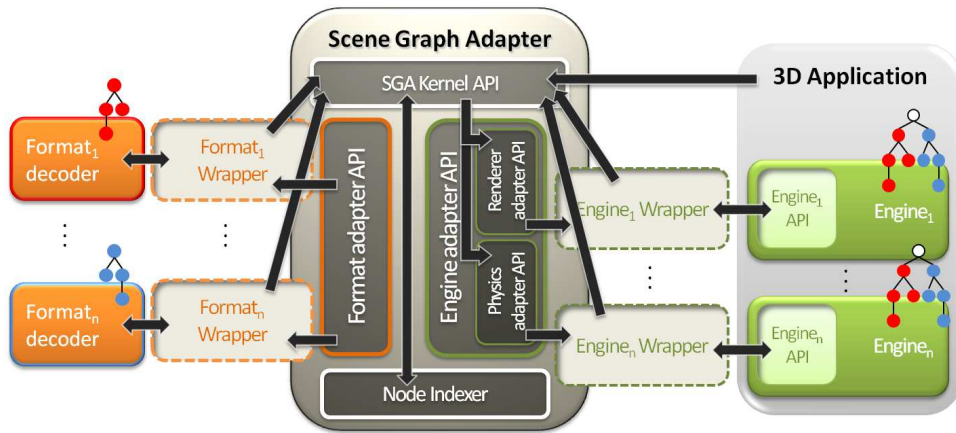 Scene Graph Adapter
SGA Kernel API
3D Application
Format₁
decoder
Format₁
Wrapper
Format adapter API
Engine adapter API
Renderer
adapter API
Physics
adapter API
Engine₁ Wrapper
Engine₁
API
Engine₁
Formatₙ
decoder
Formatₙ
Wrapper
Engineₙ Wrapper
Engineₙ
API
Engineₙ
Node Indexer